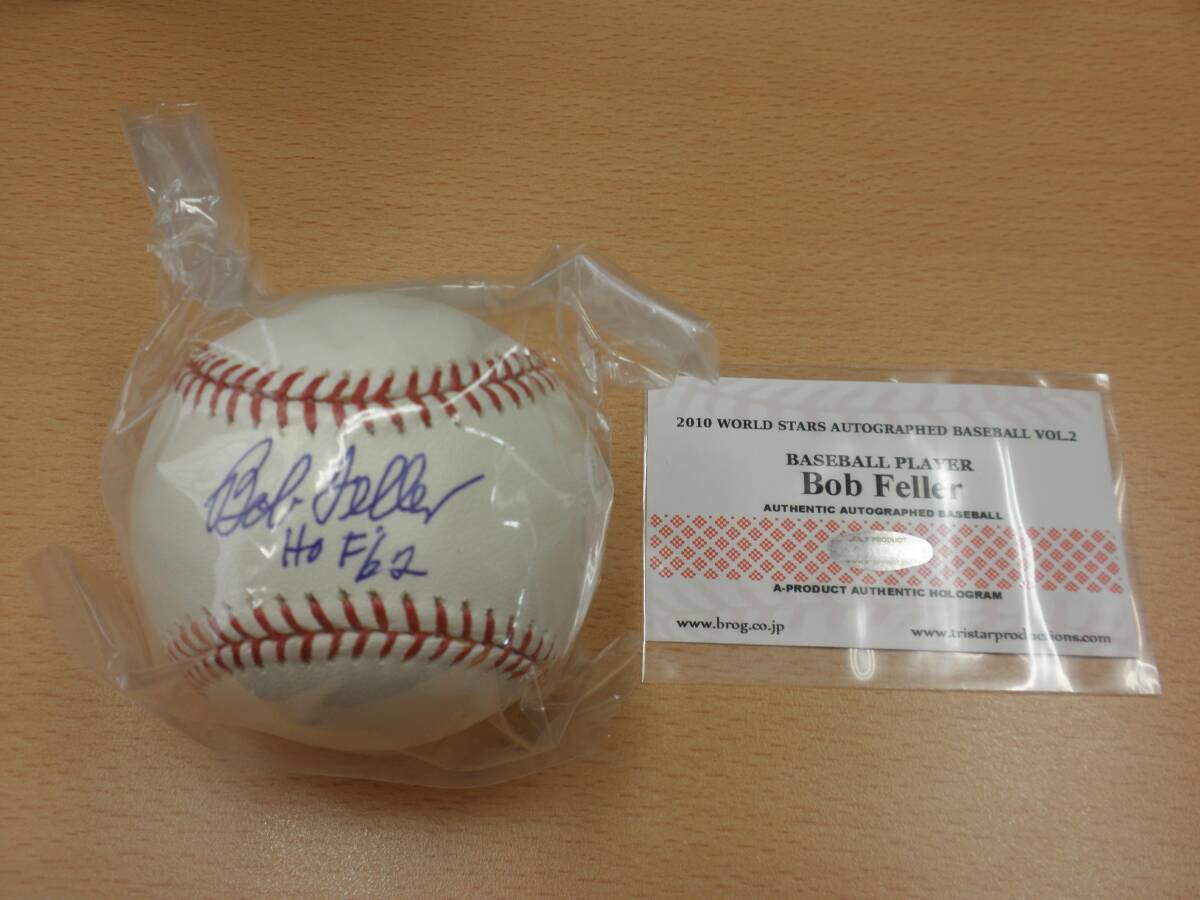 Bob Feller
HOF '62
2010 WORLD STARS AUTOGRAPHED BASEBALL VOL.2
BASEBALL PLAYER
Bob Feller
AUTHENTIC AUTOGRAPHED BASEBALL
PRODUCT
A-PRODUCT AUTHENTIC HOLOGRAM
www.brog.co.jp
www.tristarproductions.com